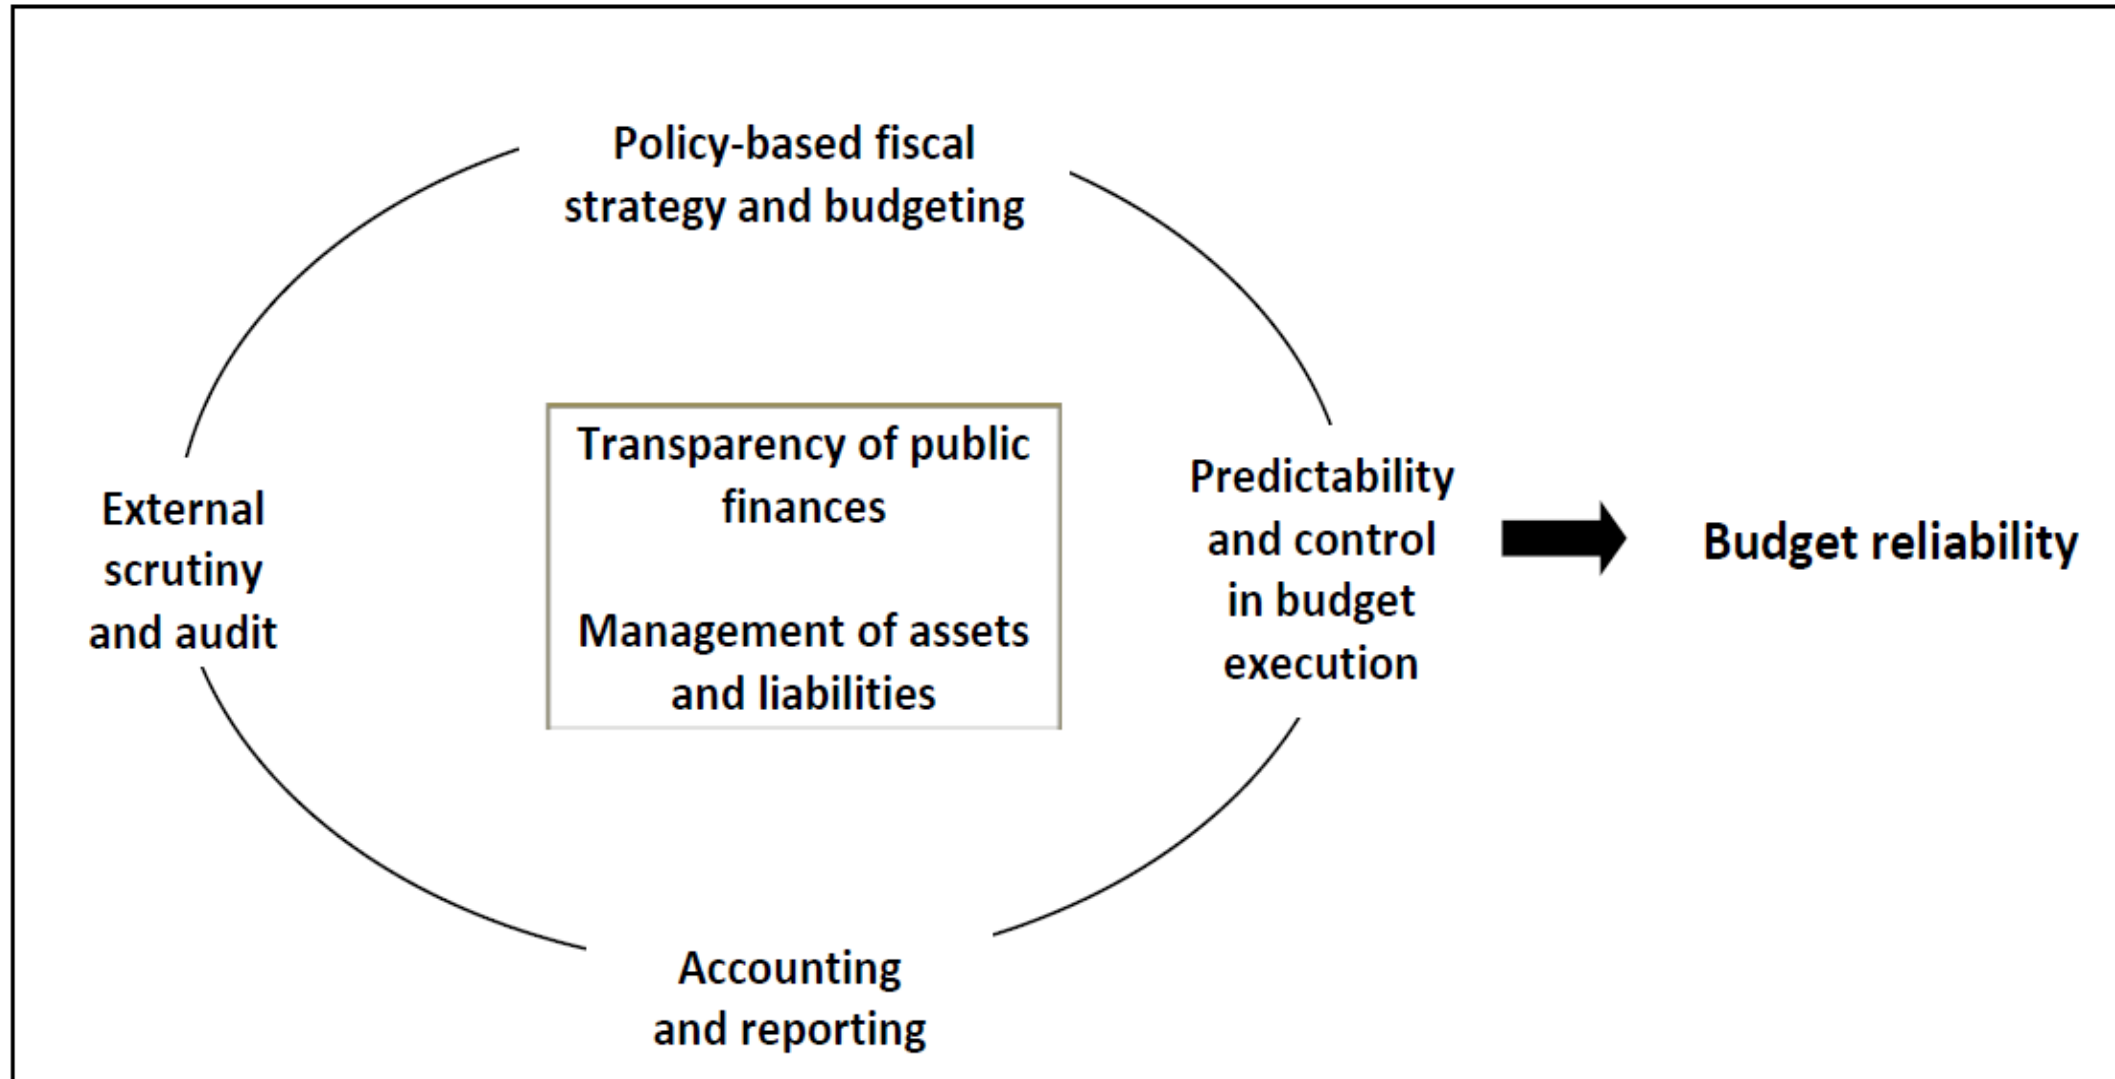 Policy-based fiscal
strategy and budgeting
Transparency of public
finances
Management of assets
and liabilities
External
scrutiny
and audit
Predictability
and control
in budget
execution
Budget reliability
Accounting
and reporting